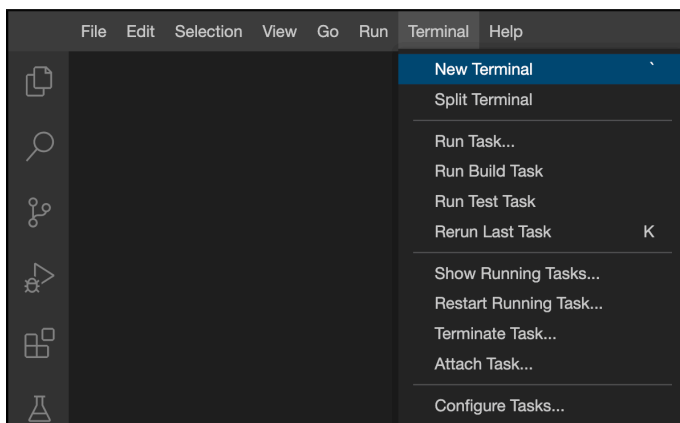 File Edit Selection View Go Run Terminal Help
New Terminal `
Split Terminal
Run Task...
Run Build Task
Run Test Task
Rerun Last Task K
Show Running Tasks...
Restart Running Task...
Terminate Task...
Attach Task...
Configure Tasks...